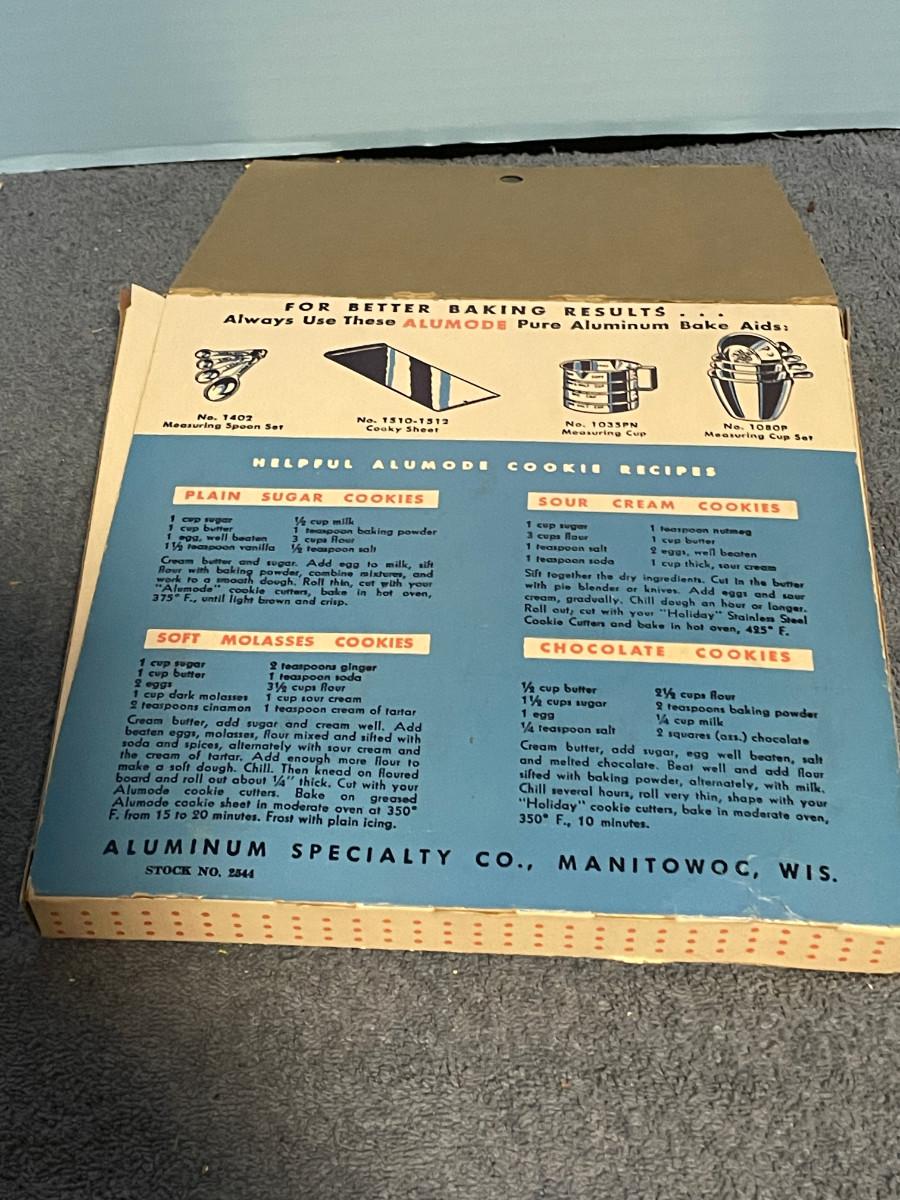 FOR BETTER BAKING RESULTS . . .
Always Use These ALUMODE Pure Aluminum Bake Aids:
No. 1402
Measuring Spoon Set
No. 1510-1512
Cooky Sheet
No. 1035PN
Measuring Cup
No. 1080P
Measuring Cup Set
HELPFUL ALUMODE COOKIE RECIPES
PLAIN SUGAR COOKIES
1 cup sugar
1 cup butter
1 egg, well beaten
1½ teaspoon vanilla
½ cup milk
1 teaspoon baking powder
3 cups flour
½ teaspoon salt
Cream butter and sugar. Add egg to milk, sift
flour with baking powder, combine mixtures, and
work to a smooth dough. Roll thin, cut with your
"Alumode" cookie cutters, bake in hot oven,
375° F., until light brown and crisp.
SOFT MOLASSES COOKIES
1 cup sugar
1 cup butter
2 eggs
1 cup dark molasses
2 teaspoons cinamon
2 teaspoons ginger
1 teaspoon soda
3½ cups flour
1 cup sour cream
1 teaspoon cream of tartar
Cream butter, add sugar and cream well. Add
beaten eggs, molasses, flour mixed and sifted with
soda and spices, alternately with sour cream and
the cream of tartar. Add enough more flour to
make a soft dough. Chill. Then knead on floured
board and roll out about ¼" thick. Cut with your
Alumode cookie cutters. Bake on greased
Alumode cookie sheet in moderate oven at 350°
F. from 15 to 20 minutes. Frost with plain icing.
SOUR CREAM COOKIES
1 cup sugar
3 cups flour
1 teaspoon salt
1 teaspoon soda
1 teaspoon nutmeg
1 cup butter
2 eggs, well beaten
1 cup thick, sour cream
Sift together the dry ingredients. Cut in the butter
with pie blender or knives. Add eggs and sour
cream, gradually. Chill dough an hour or longer.
Roll out; cut with your "Holiday" Stainless Steel
Cookie Cutters and bake in hot oven, 425° F.
CHOCOLATE COOKIES
½ cup butter
1½ cups sugar
1 egg
¼ teaspoon salt
2½ cups flour
2 teaspoons baking powder
¼ cup milk
2 squares (ozs.) chocolate
Cream butter, add sugar, egg well beaten, salt
and melted chocolate. Beat well and add flour
sifted with baking powder, alternately, with milk.
Chill several hours, roll very thin, shape with your
"Holiday" cookie cutters, bake in moderate oven,
350° F., 10 minutes.
ALUMINUM SPECIALTY CO., MANITOWOC, WIS.
STOCK NO. 2544